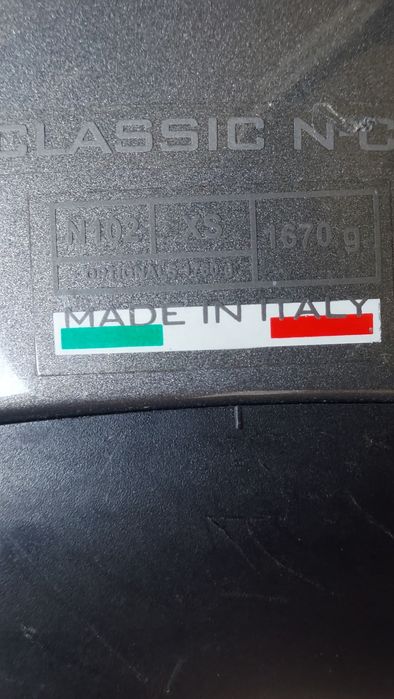 CLASSIC N-C
N102 XS 1670 g
MADE IN ITALY